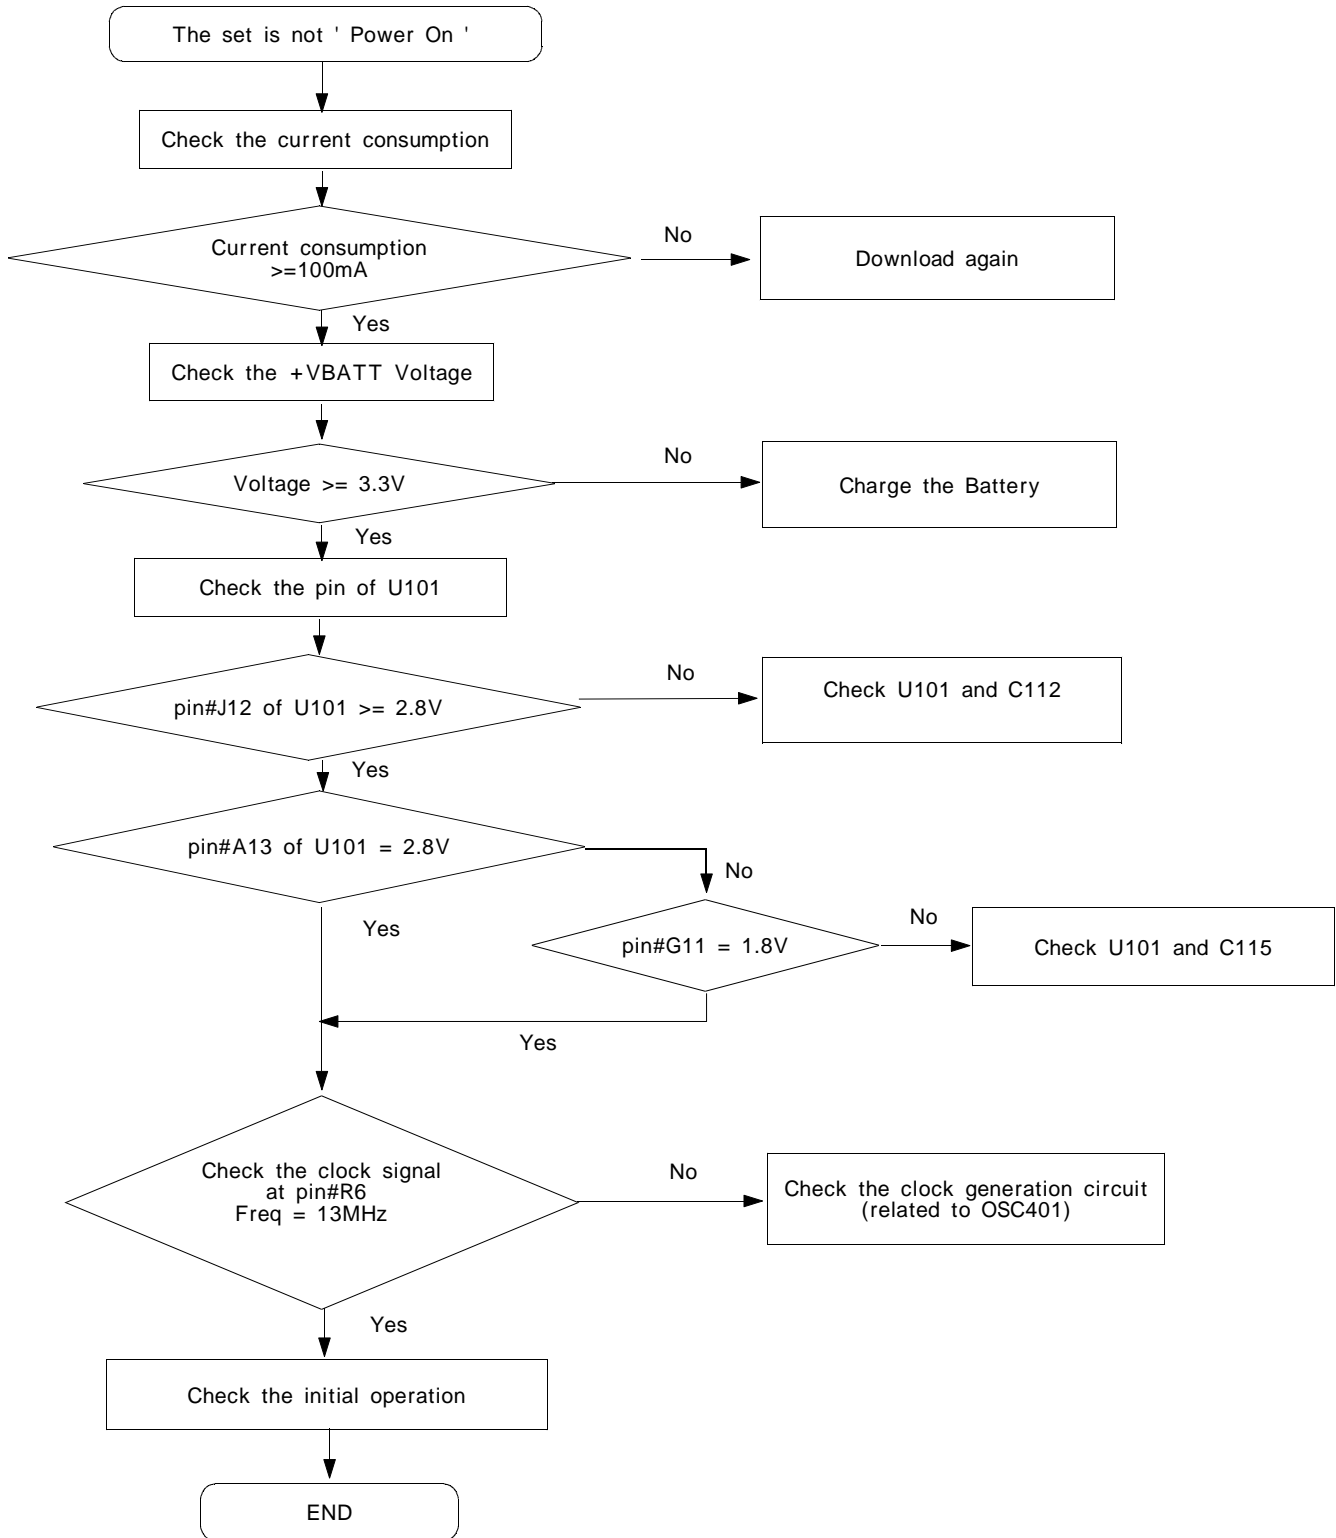 The set is not ' Power On '
Check the current consumption
Current consumption
>=100mA
No
Download again
Yes
Check the +VBATT Voltage
Voltage >= 3.3V
No
Charge the Battery
Yes
Check the pin of U101
pin#J12 of U101 >= 2.8V
No
Check U101 and C112
Yes
pin#A13 of U101 = 2.8V
No
Yes
pin#G11 = 1.8V
No
Check U101 and C115
Yes
Check the clock signal
at pin#R6
Freq = 13MHz
No
Check the clock generation circuit
(related to OSC401)
Yes
Check the initial operation
END